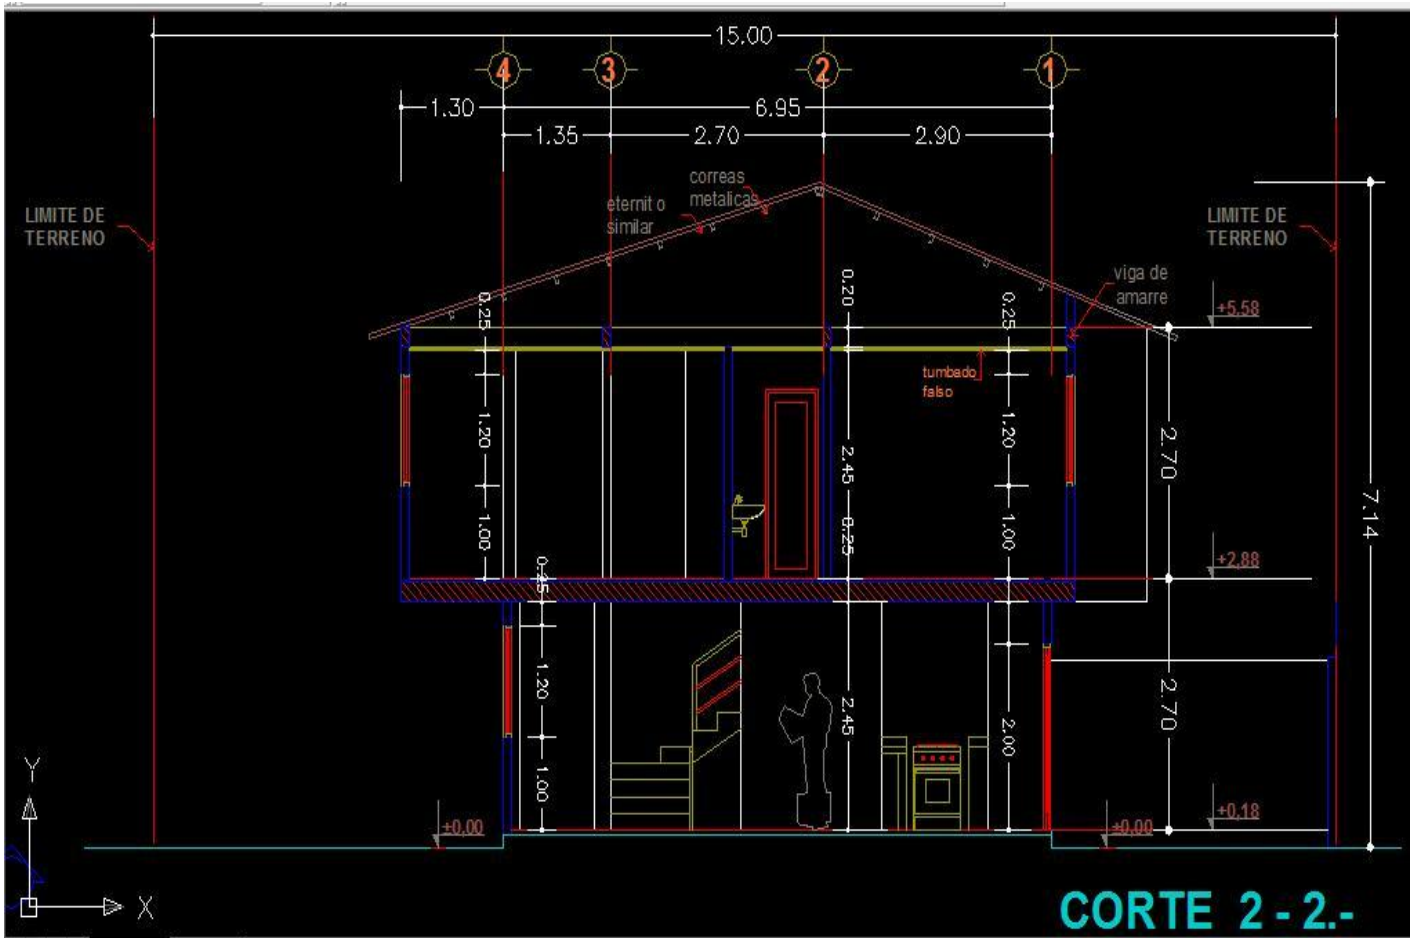 15.00
4
3
2
1
1.30
6.95
1.35
2.70
2.90
correas
metalicas
eternit o
similar
LIMITE DE
TERRENO
LIMITE DE
TERRENO
viga de
amarre
0.20
0.25
0.25
+5,58
tumbado
falso
1.20
1.20
2.70
2.45
7.14
1.00
0.25
1.00
0.25
+2,88
1.20
2.45
2.00
2.70
1.00
Y
±0,00
±0,00
+0,18
X
CORTE 2 - 2.-